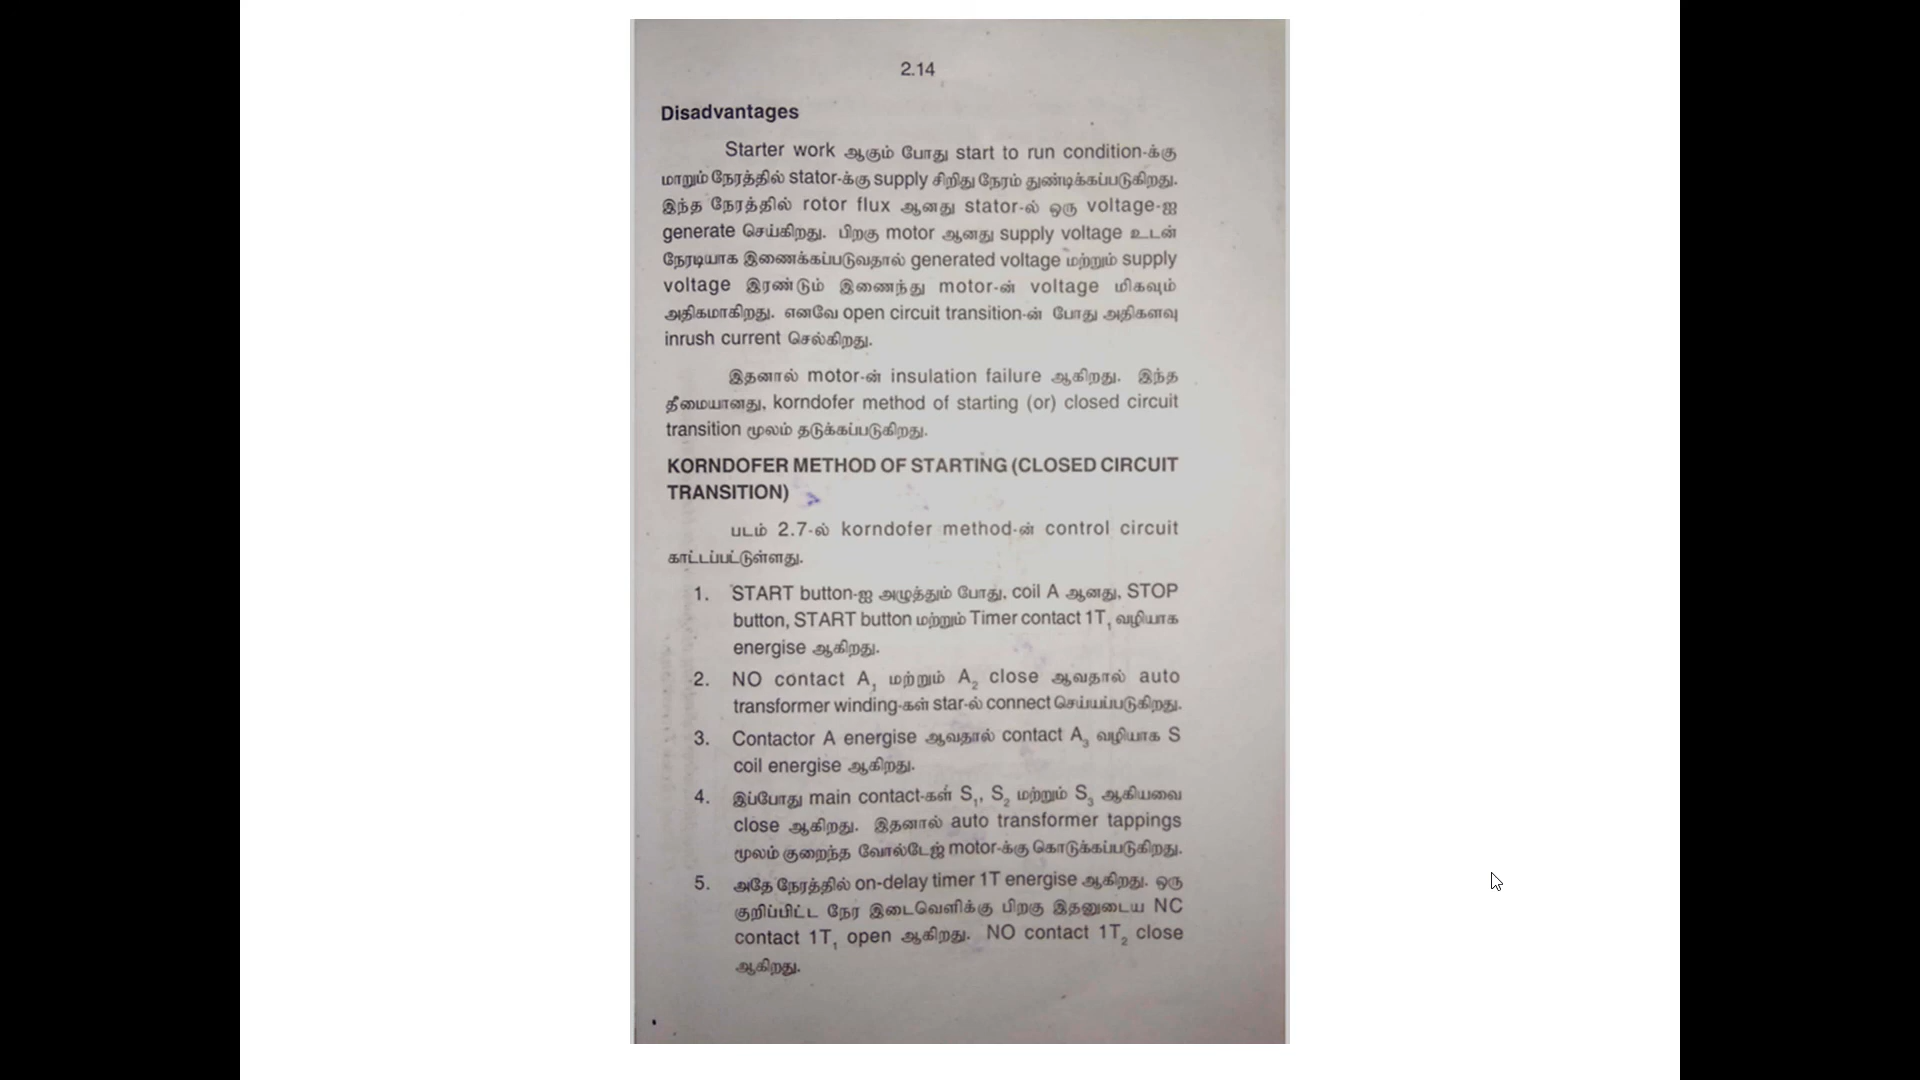 2.14
Disadvantages
Starter work ஆகும் போது start to run condition-க்கு
மாறும் நேரத்தில் stator-க்கு supply சிறிது நேரம் துண்டிக்கப்படுகிறது.
இந்த நேரத்தில் rotor flux ஆனது stator-ல் ஒரு voltage-ஐ
generate செய்கிறது. பிறகு motor ஆனது supply voltage உடன்
நேரடியாக இணைக்கப்படுவதால் generated voltage மற்றும் supply
voltage இரண்டும் இணைந்து motor-ன் voltage மிகவும்
அதிகமாகிறது. எனவே open circuit transition-ன் போது அதிகளவு
inrush current செல்கிறது.
இதனால் motor-ன் insulation failure ஆகிறது. இந்த
தீமையானது, korndofer method of starting (or) closed circuit
transition மூலம் தடுக்கப்படுகிறது.
KORNDOFER METHOD OF STARTING (CLOSED CIRCUIT
TRANSITION)
படம் 2.7-ல் korndofer method-ன் control circuit
காட்டப்பட்டுள்ளது.
1. START button-ஐ அழுத்தும் போது, coil A ஆனது, STOP
button, START button மற்றும் Timer contact 1T₁ வழியாக
energise ஆகிறது.
2. NO contact A₁ மற்றும் A₂ close ஆவதால் auto
transformer winding-கள் star-ல் connect செய்யப்படுகிறது.
3. Contactor A energise ஆவதால் contact A₃ வழியாக S
coil energise ஆகிறது.
4. இப்போது main contact-கள் S₁, S₂ மற்றும் S₃ ஆகியவை
close ஆகிறது. இதனால் auto transformer tappings
மூலம் குறைந்த வோல்டேஜ் motor-க்கு கொடுக்கப்படுகிறது.
5. அதே நேரத்தில் on-delay timer 1T energise ஆகிறது. ஒரு
குறிப்பிட்ட நேர இடைவெளிக்கு பிறகு இதனுடைய NC
contact 1T₁ open ஆகிறது. NO contact 1T₂ close
ஆகிறது.